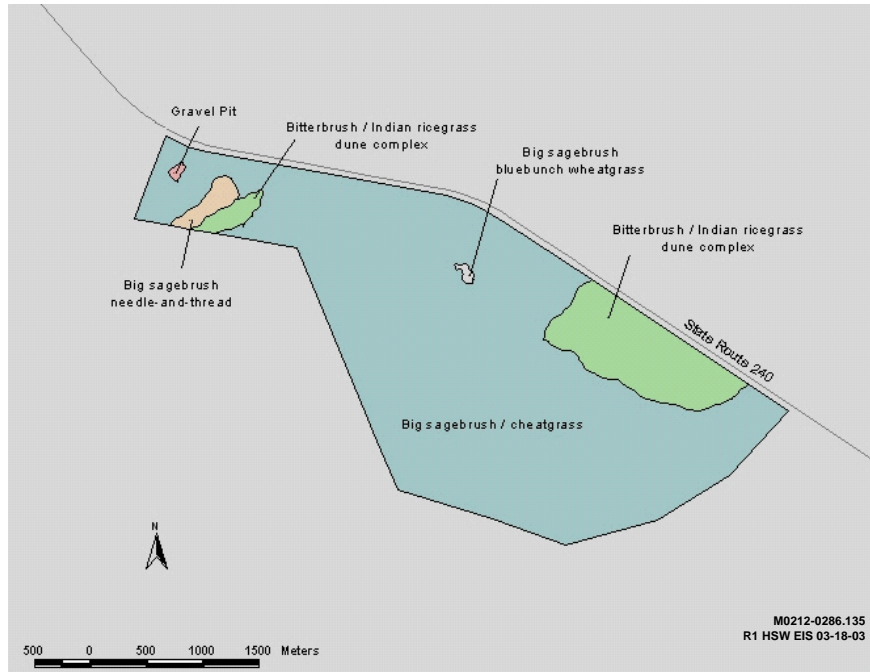 Gravel Pit
Bitterbrush / Indian ricegrass
dune complex
Big sagebrush
bluebunch wheatgrass
Bitterbrush / Indian ricegrass
dune complex
Big sagebrush
needle-and-thread
State Route 240
Big sagebrush / cheatgrass
N
M0212-0286.135
R1 HSW EIS 03-18-03
500 0 500 1000 1500 Meters